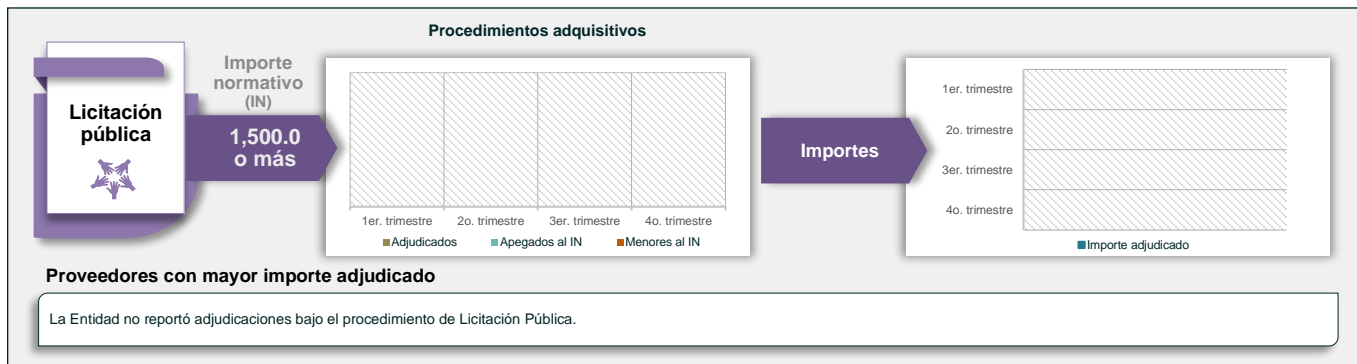 Procedimientos adquisitivos
Licitación
pública
Importe
normativo
(IN)
1,500.0
o más
1er. trimestre 2o. trimestre 3er. trimestre 4o. trimestre
Adjudicados Apegados al IN Menores al IN
Importes
1er. trimestre
2o. trimestre
3er. trimestre
4o. trimestre
Importe adjudicado
Proveedores con mayor importe adjudicado
La Entidad no reportó adjudicaciones bajo el procedimiento de Licitación Pública.